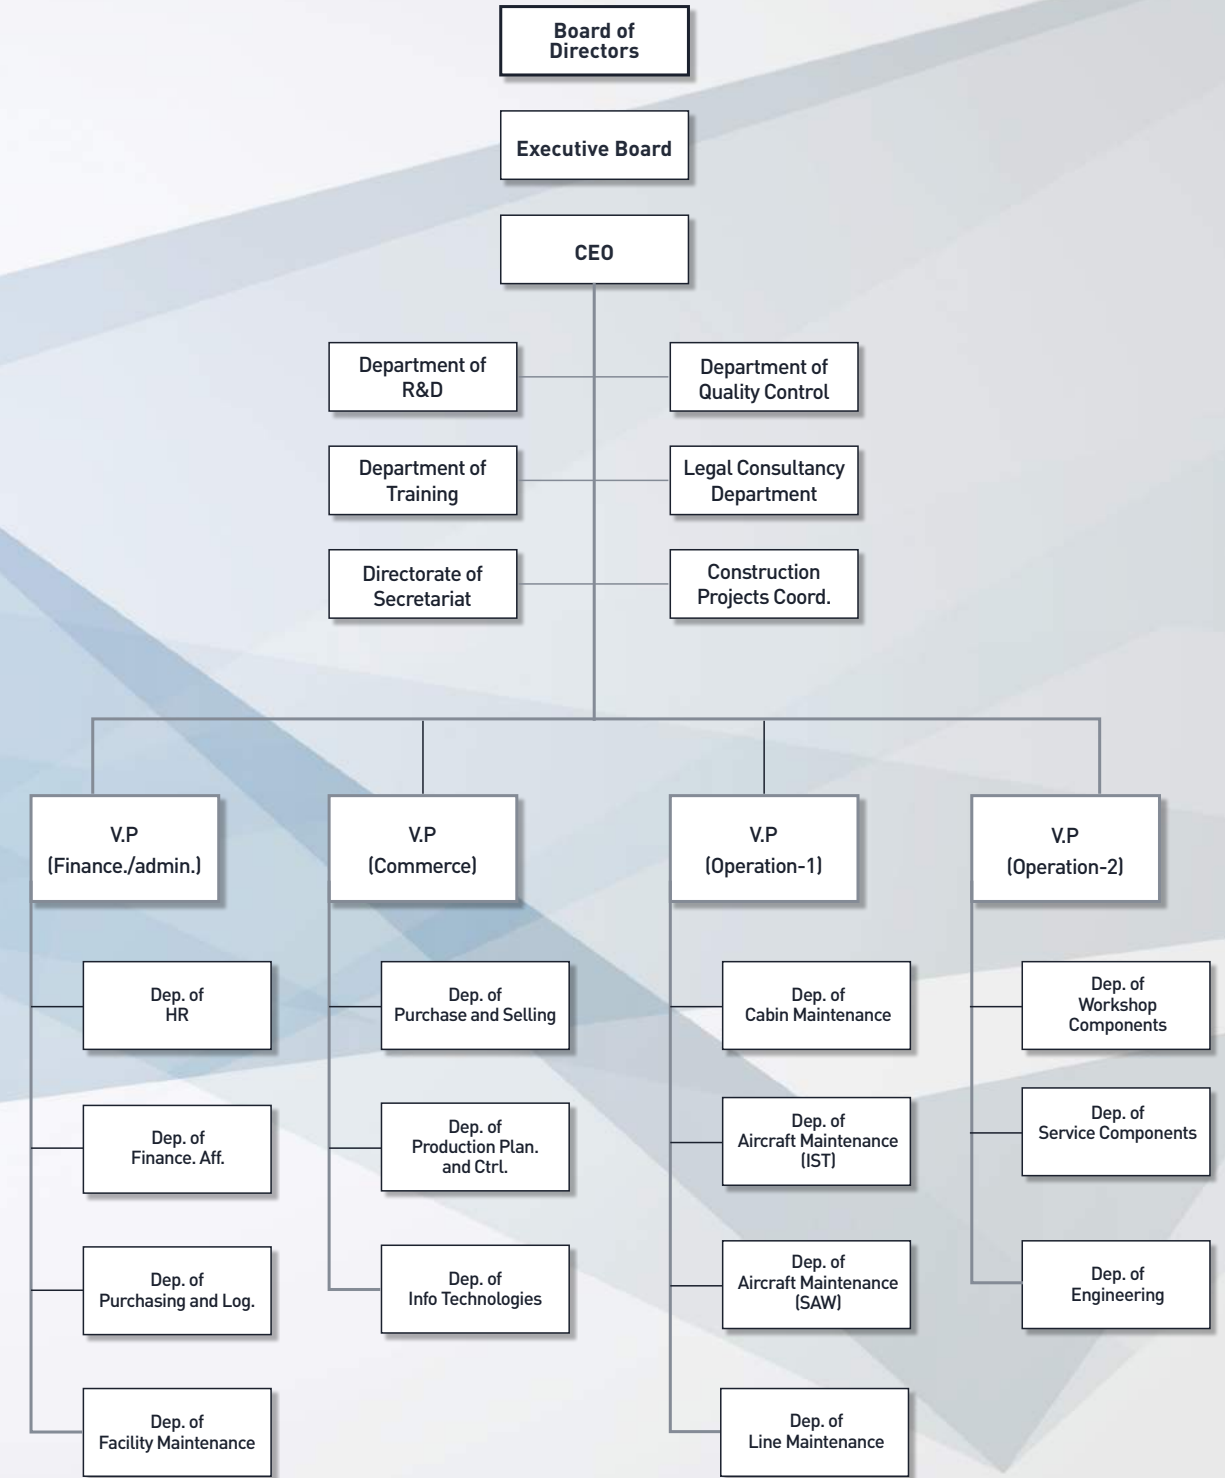 Board of
Directors
Executive Board
CEO
Department of
R&D
Department of
Quality Control
Department of
Training
Legal Consultancy
Department
Directorate of
Secretariat
Construction
Projects Coord.
V.P
(Finance./admin.)
V.P
(Commerce)
V.P
(Operation-1)
V.P
(Operation-2)
Dep. of
HR
Dep. of
Finance. Aff.
Dep. of
Purchasing and Log.
Dep. of
Facility Maintenance
Dep. of
Purchase and Selling
Dep. of
Production Plan.
and Ctrl.
Dep. of
Info Technologies
Dep. of
Cabin Maintenance
Dep. of
Aircraft Maintenance
(IST)
Dep. of
Aircraft Maintenance
(SAW)
Dep. of
Line Maintenance
Dep. of
Workshop
Components
Dep. of
Service Components
Dep. of
Engineering